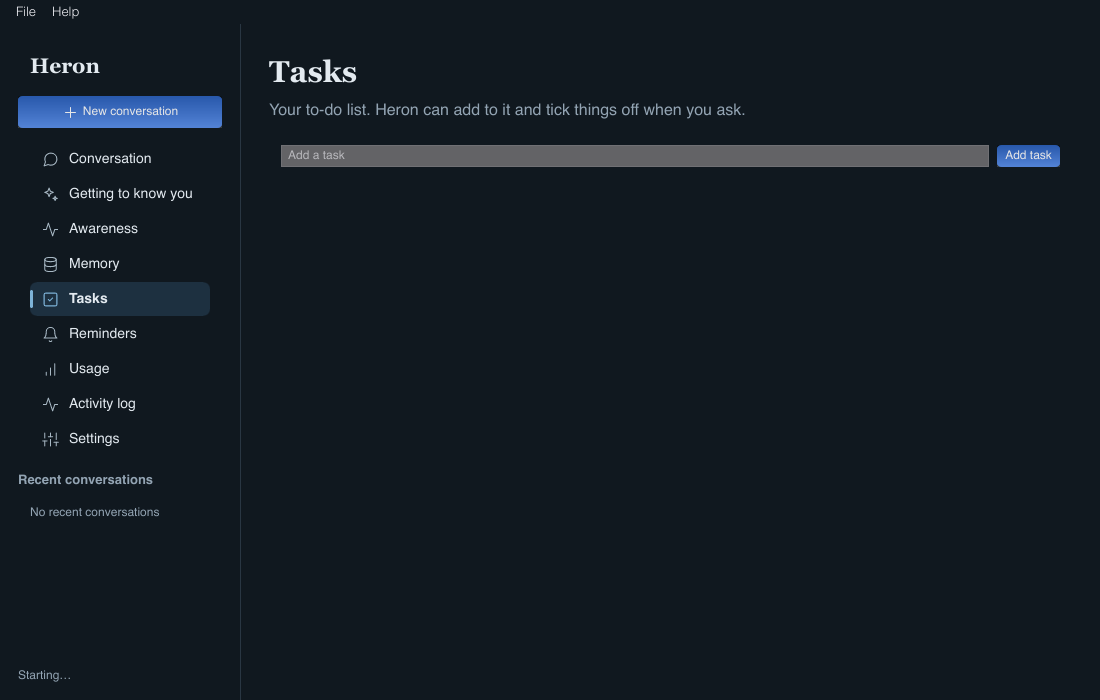 File Help
Heron
New conversation
Conversation
Getting to know you
Awareness
Memory
Tasks
Reminders
Usage
Activity log
Settings
Recent conversations
No recent conversations
Starting…
Tasks
Your to-do list. Heron can add to it and tick things off when you ask.
Add a task
Add task